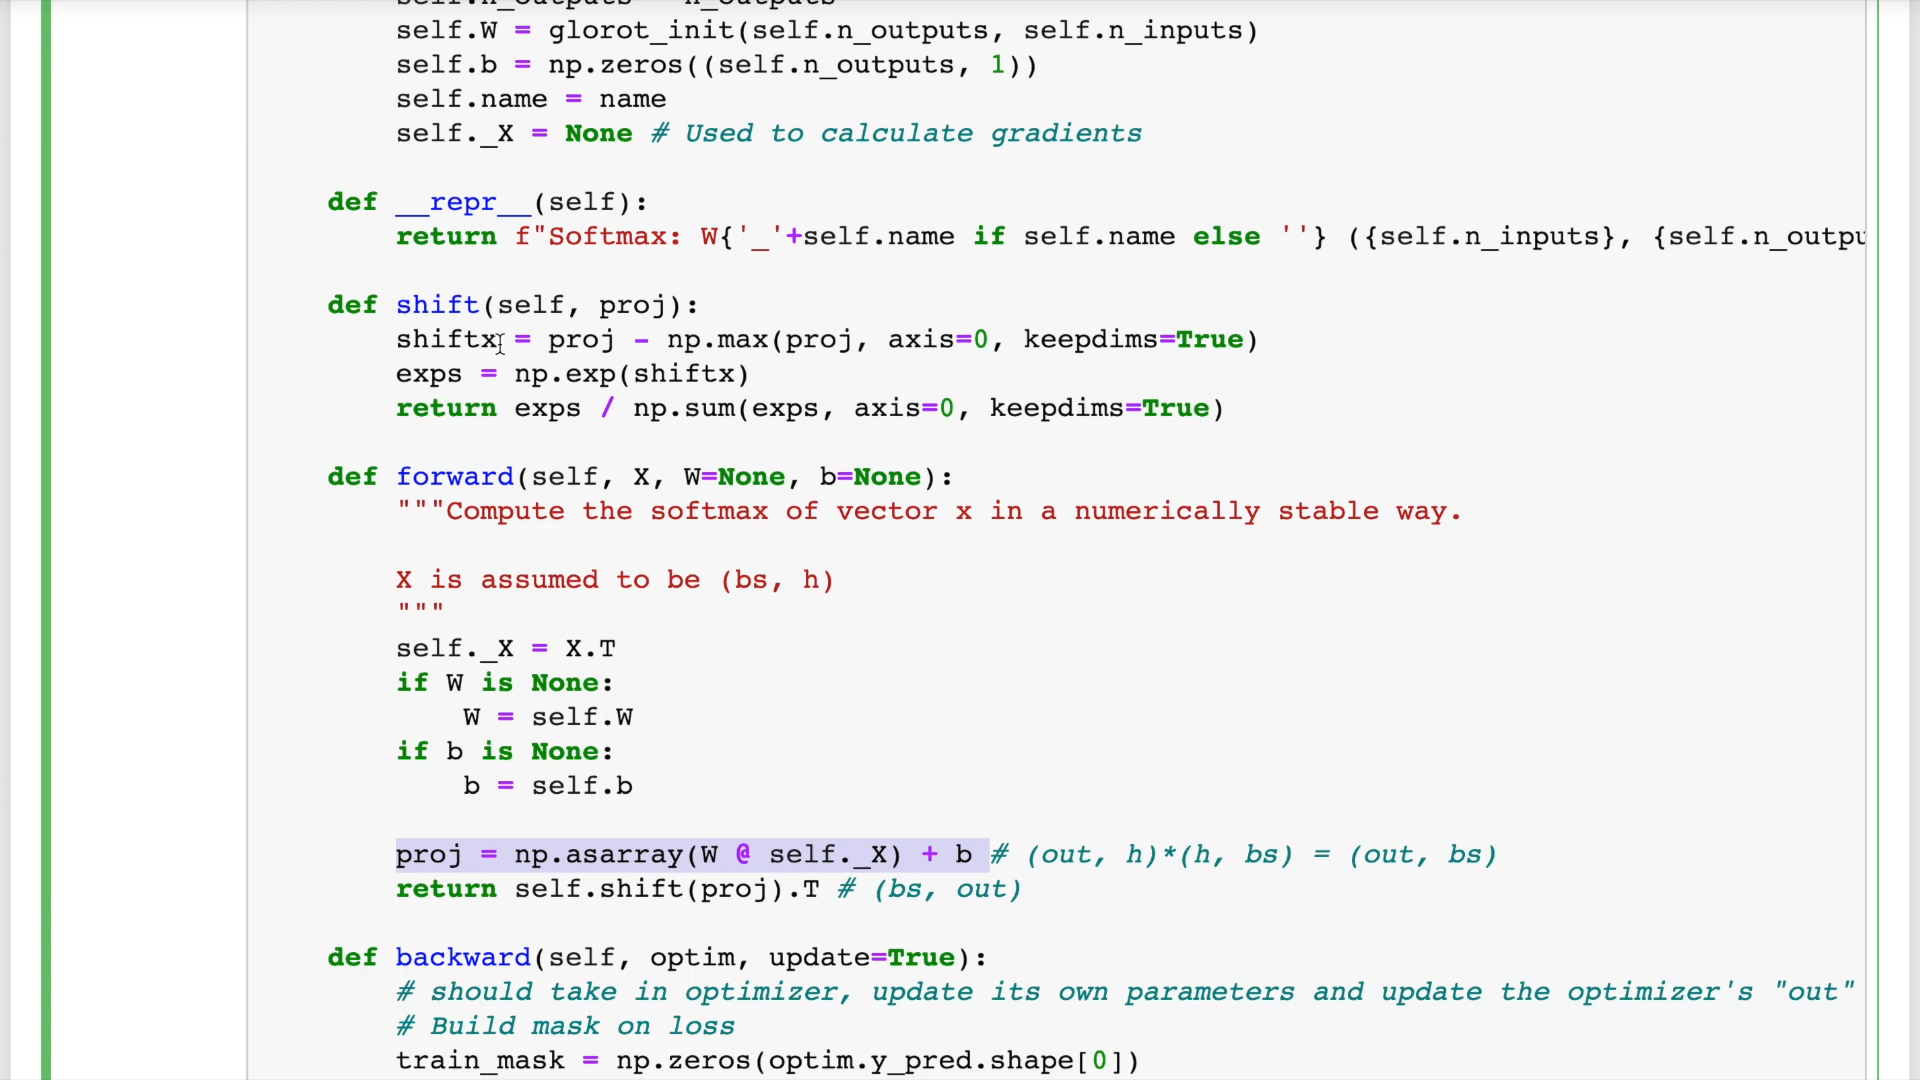 self.n_outputs = n_outputs
self.W = glorot_init(self.n_outputs, self.n_inputs)
self.b = np.zeros((self.n_outputs, 1))
self.name = name
self._X = None # Used to calculate gradients
def __repr__(self):
return f"Softmax: W{'_'+self.name if self.name else ''} ({self.n_inputs}, {self.n_outpu
def shift(self, proj):
shiftx = proj - np.max(proj, axis=0, keepdims=True)
exps = np.exp(shiftx)
return exps / np.sum(exps, axis=0, keepdims=True)
def forward(self, X, W=None, b=None):
"""Compute the softmax of vector x in a numerically stable way.
X is assumed to be (bs, h)
"""
self._X = X.T
if W is None:
W = self.W
if b is None:
b = self.b
proj = np.asarray(W @ self._X) + b # (out, h)*(h, bs) = (out, bs)
return self.shift(proj).T # (bs, out)
def backward(self, optim, update=True):
# should take in optimizer, update its own parameters and update the optimizer's "out"
# Build mask on loss
train_mask = np.zeros(optim.y_pred.shape[0])